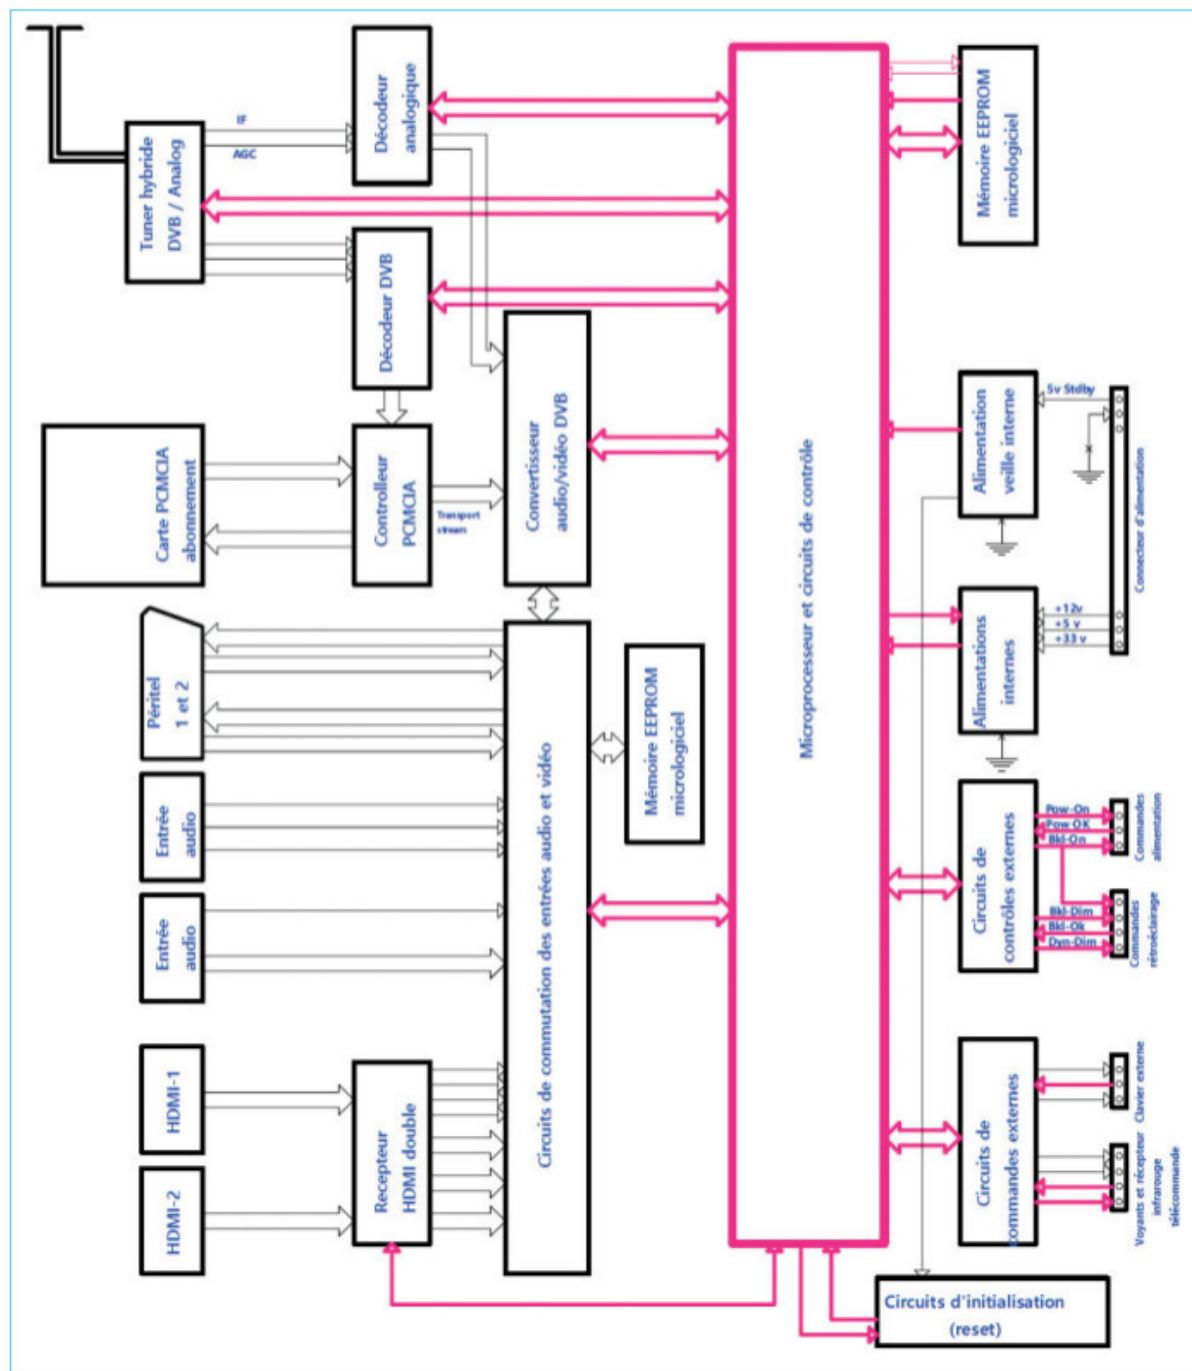 IF
AGC
Tuner hybride
DVB / Analog
Décodeur
analogique
Décodeur DVB
Mémoire EEPROM
micrologiciel
Carte PCMCIA
abonnement
Controlleur
PCMCIA
Transport
stream
Convertisseur
audio/vidéo DVB
Microprocesseur et circuits de contrôle
Alimentation
veille interne
5v Stdby
Connecteur d'alimentation
Alimentations
internes
+12v
+5 v
+33 v
Péritel
1 et 2
Entrée
audio
Entrée
audio
HDMI-1
HDMI-2
Recepteur
HDMI double
Circuits de commutation des entrées audio et vidéo
Mémoire EEPROM
micrologiciel
Circuits de
contrôles externes
Pow-On
Pow OK
Bkl-On
Commandes
alimentation
Bkl-Dim
Bkl-Ok
Dyn-Dim
Commandes
rétroéclairage
Circuits de
commandes externes
Clavier externe
Voyants et récepteur
infrarouge
télécommande
Circuits d'initialisation
(reset)